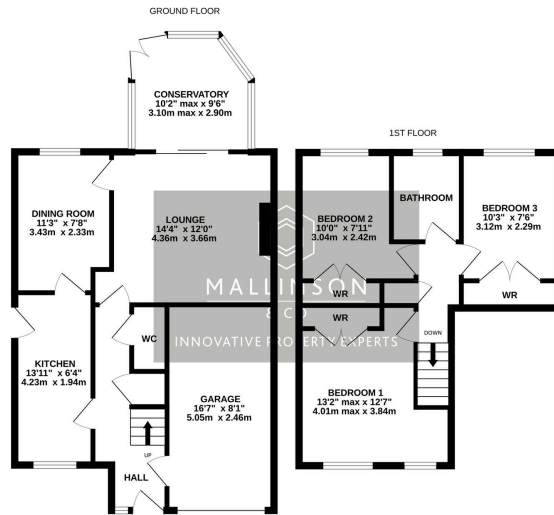 GROUND FLOOR
CONSERVATORY
10'2" max x 9'6"
3.10m max x 2.90m
DINING ROOM
11'3" x 7'8"
3.43m x 2.33m
LOUNGE
14'4" x 12'0"
4.36m x 3.66m
WC
KITCHEN
13'11" x 6'4"
4.23m x 1.94m
GARAGE
16'7" x 8'1"
5.05m x 2.46m
UP
HALL
1ST FLOOR
BATHROOM
BEDROOM 3
10'3" x 7'6"
3.12m x 2.29m
BEDROOM 2
10'0" x 7'11"
3.04m x 2.42m
WR
WR
WR
DOWN
BEDROOM 1
13'2" max x 12'7"
4.01m max x 3.84m
MALLINSON
& CO
INNOVATIVE PROPERTY EXPERTS